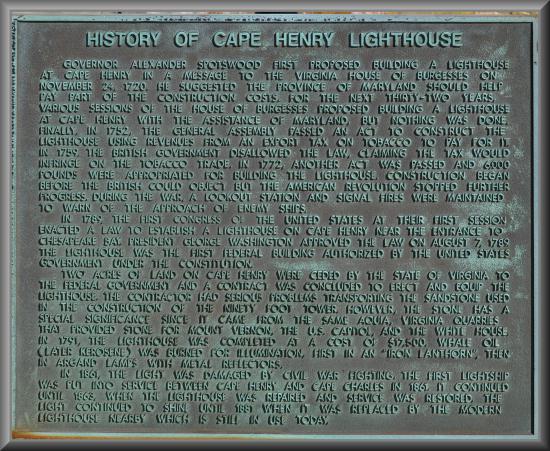 HISTORY OF CAPE HENRY LIGHTHOUSE
GOVERNOR ALEXANDER SPOTSWOOD FIRST PROPOSED BUILDING A LIGHTHOUSE
AT CAPE HENRY IN A MESSAGE TO THE VIRGINIA HOUSE OF BURGESSES ON
NOVEMBER 24, 1720. HE SUGGESTED THE PROVINCE OF MARYLAND SHOULD HELP
PAY PART OF THE CONSTRUCTION COSTS. FOR THE NEXT THIRTY-TWO YEARS
VARIOUS SESSIONS OF THE HOUSE OF BURGESSES PROPOSED BUILDING A LIGHTHOUSE
AT CAPE HENRY WITH THE ASSISTANCE OF MARYLAND, BUT NOTHING WAS DONE.
FINALLY, IN 1752, THE GENERAL ASSEMBLY PASSED AN ACT TO CONSTRUCT THE
LIGHTHOUSE USING REVENUES FROM AN EXPORT TAX ON TOBACCO TO PAY FOR IT.
IN 1759, THE BRITISH GOVERNMENT DISALLOWED THE LAW, CLAIMING THE TAX WOULD
INFRINGE ON THE TOBACCO TRADE. IN 1772, ANOTHER ACT WAS PASSED AND 6,000
POUNDS WERE APPROPRIATED FOR BUILDING THE LIGHTHOUSE. CONSTRUCTION BEGAN
BEFORE THE BRITISH COULD OBJECT BUT THE AMERICAN REVOLUTION STOPPED FURTHER
PROGRESS. DURING THE WAR, A LOOKOUT STATION AND SIGNAL FIRES WERE MAINTAINED
TO WARN OF THE APPROACH OF ENEMY SHIPS.
IN 1789, THE FIRST CONGRESS OF THE UNITED STATES AT THEIR FIRST SESSION
ENACTED A LAW TO ESTABLISH A LIGHTHOUSE ON CAPE HENRY NEAR THE ENTRANCE TO
CHESAPEAKE BAY. PRESIDENT GEORGE WASHINGTON APPROVED THE LAW ON AUGUST 7, 1789.
THE LIGHTHOUSE WAS THE FIRST FEDERAL BUILDING AUTHORIZED BY THE UNITED STATES
GOVERNMENT UNDER THE CONSTITUTION.
TWO ACRES OF LAND ON CAPE HENRY WERE CEDED BY THE STATE OF VIRGINIA TO
THE FEDERAL GOVERNMENT AND A CONTRACT WAS CONCLUDED TO ERECT AND EQUIP THE
LIGHTHOUSE. THE CONTRACTOR HAD SERIOUS PROBLEMS TRANSPORTING THE SANDSTONE USED
IN THE CONSTRUCTION OF THE NINETY FOOT TOWER. HOWEVER, THE STONE HAS A
SPECIAL SIGNIFICANCE SINCE IT CAME FROM THE SAME AQUIA, VIRGINIA QUARRIES
THAT PROVIDED STONE FOR MOUNT VERNON, THE U.S. CAPITOL, AND THE WHITE HOUSE.
IN 1791, THE LIGHTHOUSE WAS COMPLETED AT A COST OF $17,500. WHALE OIL
(LATER KEROSENE) WAS BURNED FOR ILLUMINATION, FIRST IN AN "IRON LANTHORN", THEN
IN ARGAND LAMPS WITH METAL REFLECTORS.
IN 1861, THE LIGHT WAS DAMAGED BY CIVIL WAR FIGHTING. THE FIRST LIGHTSHIP
WAS PUT INTO SERVICE BETWEEN CAPE HENRY AND CAPE CHARLES IN 1861. IT CONTINUED
UNTIL 1863, WHEN THE LIGHTHOUSE WAS REPAIRED AND SERVICE WAS RESTORED. THE
LIGHT CONTINUED TO SHINE UNTIL 1881 WHEN IT WAS REPLACED BY THE MODERN
LIGHTHOUSE NEARBY WHICH IS STILL IN USE TODAY.